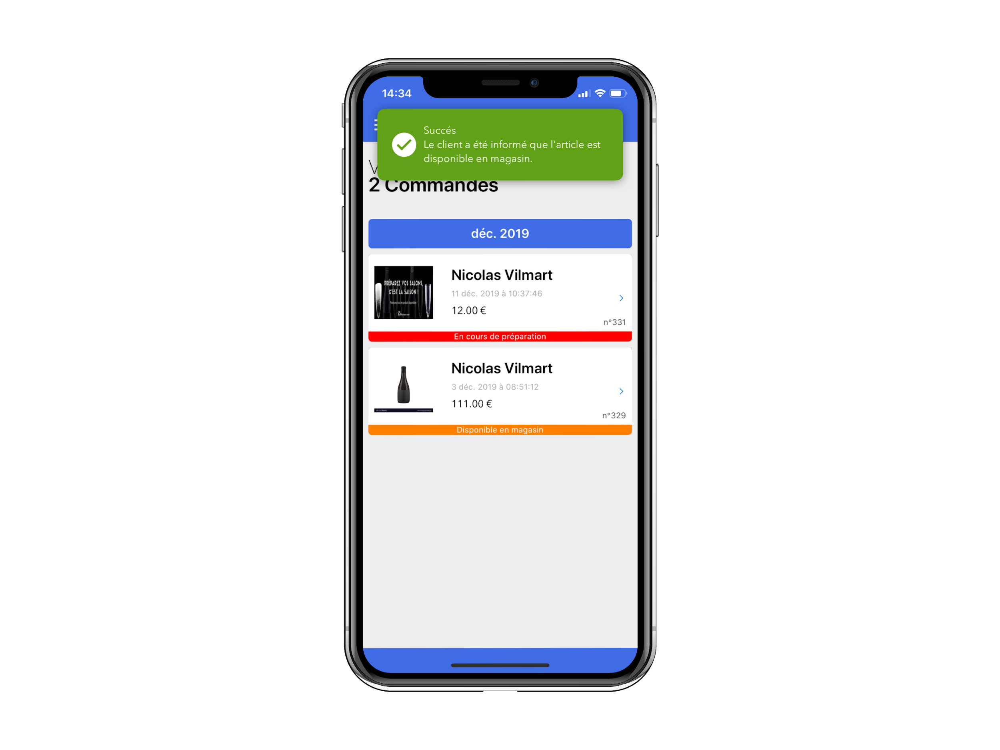 14:34
Succés
Le client a été informé que l'article est
disponible en magasin.
2 Commandes
déc. 2019
PRÉPAREZ VOS SALONS,
C'EST LA SAISON !
Nicolas Vilmart
11 déc. 2019 à 10:37:46
12.00 €
n°331
En cours de préparation
Nicolas Vilmart
3 déc. 2019 à 08:51:12
111.00 €
n°329
Disponible en magasin